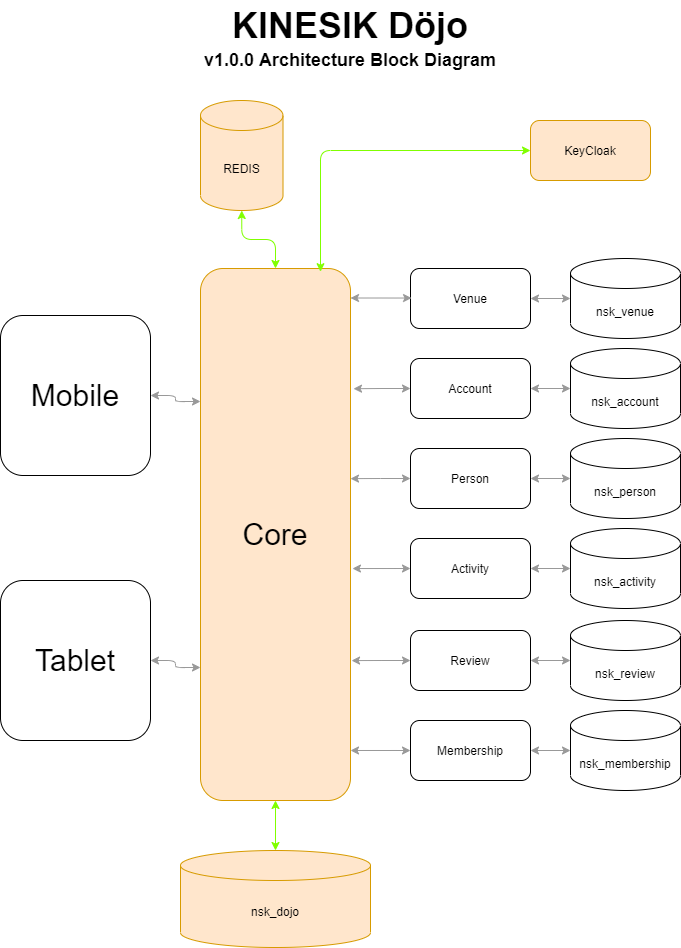 KINESIK Döjo
v1.0.0 Architecture Block Diagram
REDIS
KeyCloak
Venue
nsk_venue
Mobile
Account
nsk_account
Person
nsk_person
Core
Activity
nsk_activity
Tablet
Review
nsk_review
Membership
nsk_membership
nsk_dojo